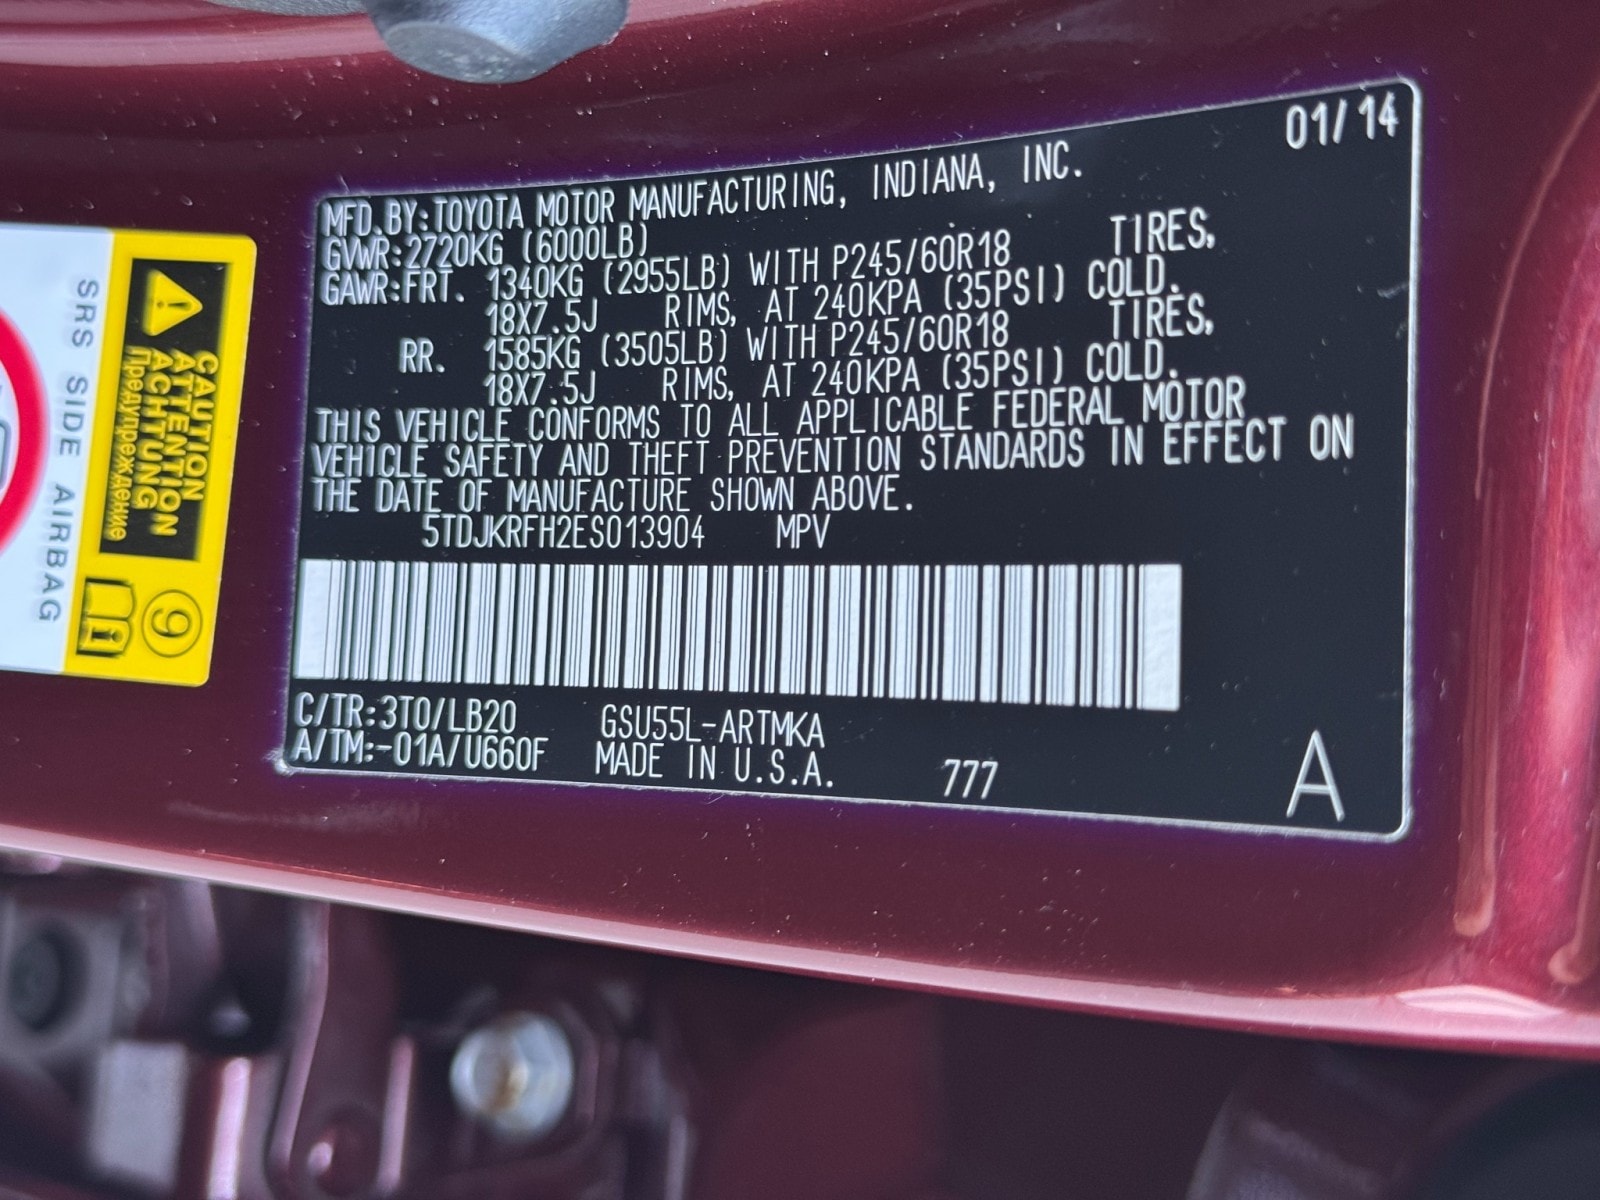 01/14
MFD.BY:TOYOTA MOTOR MANUFACTURING, INDIANA, INC.
GVWR:2720KG (6000LB)
GAWR:FRT. 1340KG (2955LB) WITH P245/60R18 TIRES,
18X7.5J RIMS, AT 240KPA (35PSI) COLD.
RR. 1585KG (3505LB) WITH P245/60R18 TIRES,
18X7.5J RIMS, AT 240KPA (35PSI) COLD.
THIS VEHICLE CONFORMS TO ALL APPLICABLE FEDERAL MOTOR
VEHICLE SAFETY AND THEFT PREVENTION STANDARDS IN EFFECT ON
THE DATE OF MANUFACTURE SHOWN ABOVE.
5TDJKRFH2ES013904 MPV
C/TR:3T0/LB20 GSU55L-ARTMKA
A/TM:-01A/U660F MADE IN U.S.A. 777
A
CAUTION
ATTENTION
ACHTUNG
Предупреждение
9
SRS SIDE AIRBAG